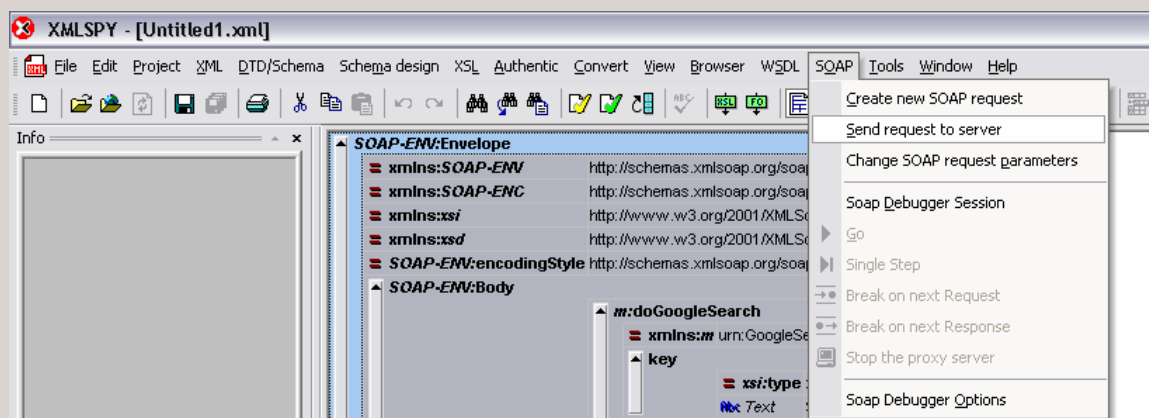 XMLSPY - [Untitled1.xml]
File Edit Project XML DTD/Schema Schema design XSL Authentic Convert View Browser WSDL SOAP Tools Window Help
Info
Create new SOAP request
Send request to server
Change SOAP request parameters
Soap Debugger Session
Go
Single Step
Break on next Request
Break on next Response
Stop the proxy server
Soap Debugger Options
SOAP-ENV:Envelope
xmlns:SOAP-ENV http://schemas.xmlsoap.org/soap
xmlns:SOAP-ENC http://schemas.xmlsoap.org/soap
xmlns:xsi http://www.w3.org/2001/XMLSc
xmlns:xsd http://www.w3.org/2001/XMLSc
SOAP-ENV:encodingStyle http://schemas.xmlsoap.org/soap
SOAP-ENV:Body
m:doGoogleSearch
xmlns:m urn:GoogleSe
key
xsi:type
Abc Text